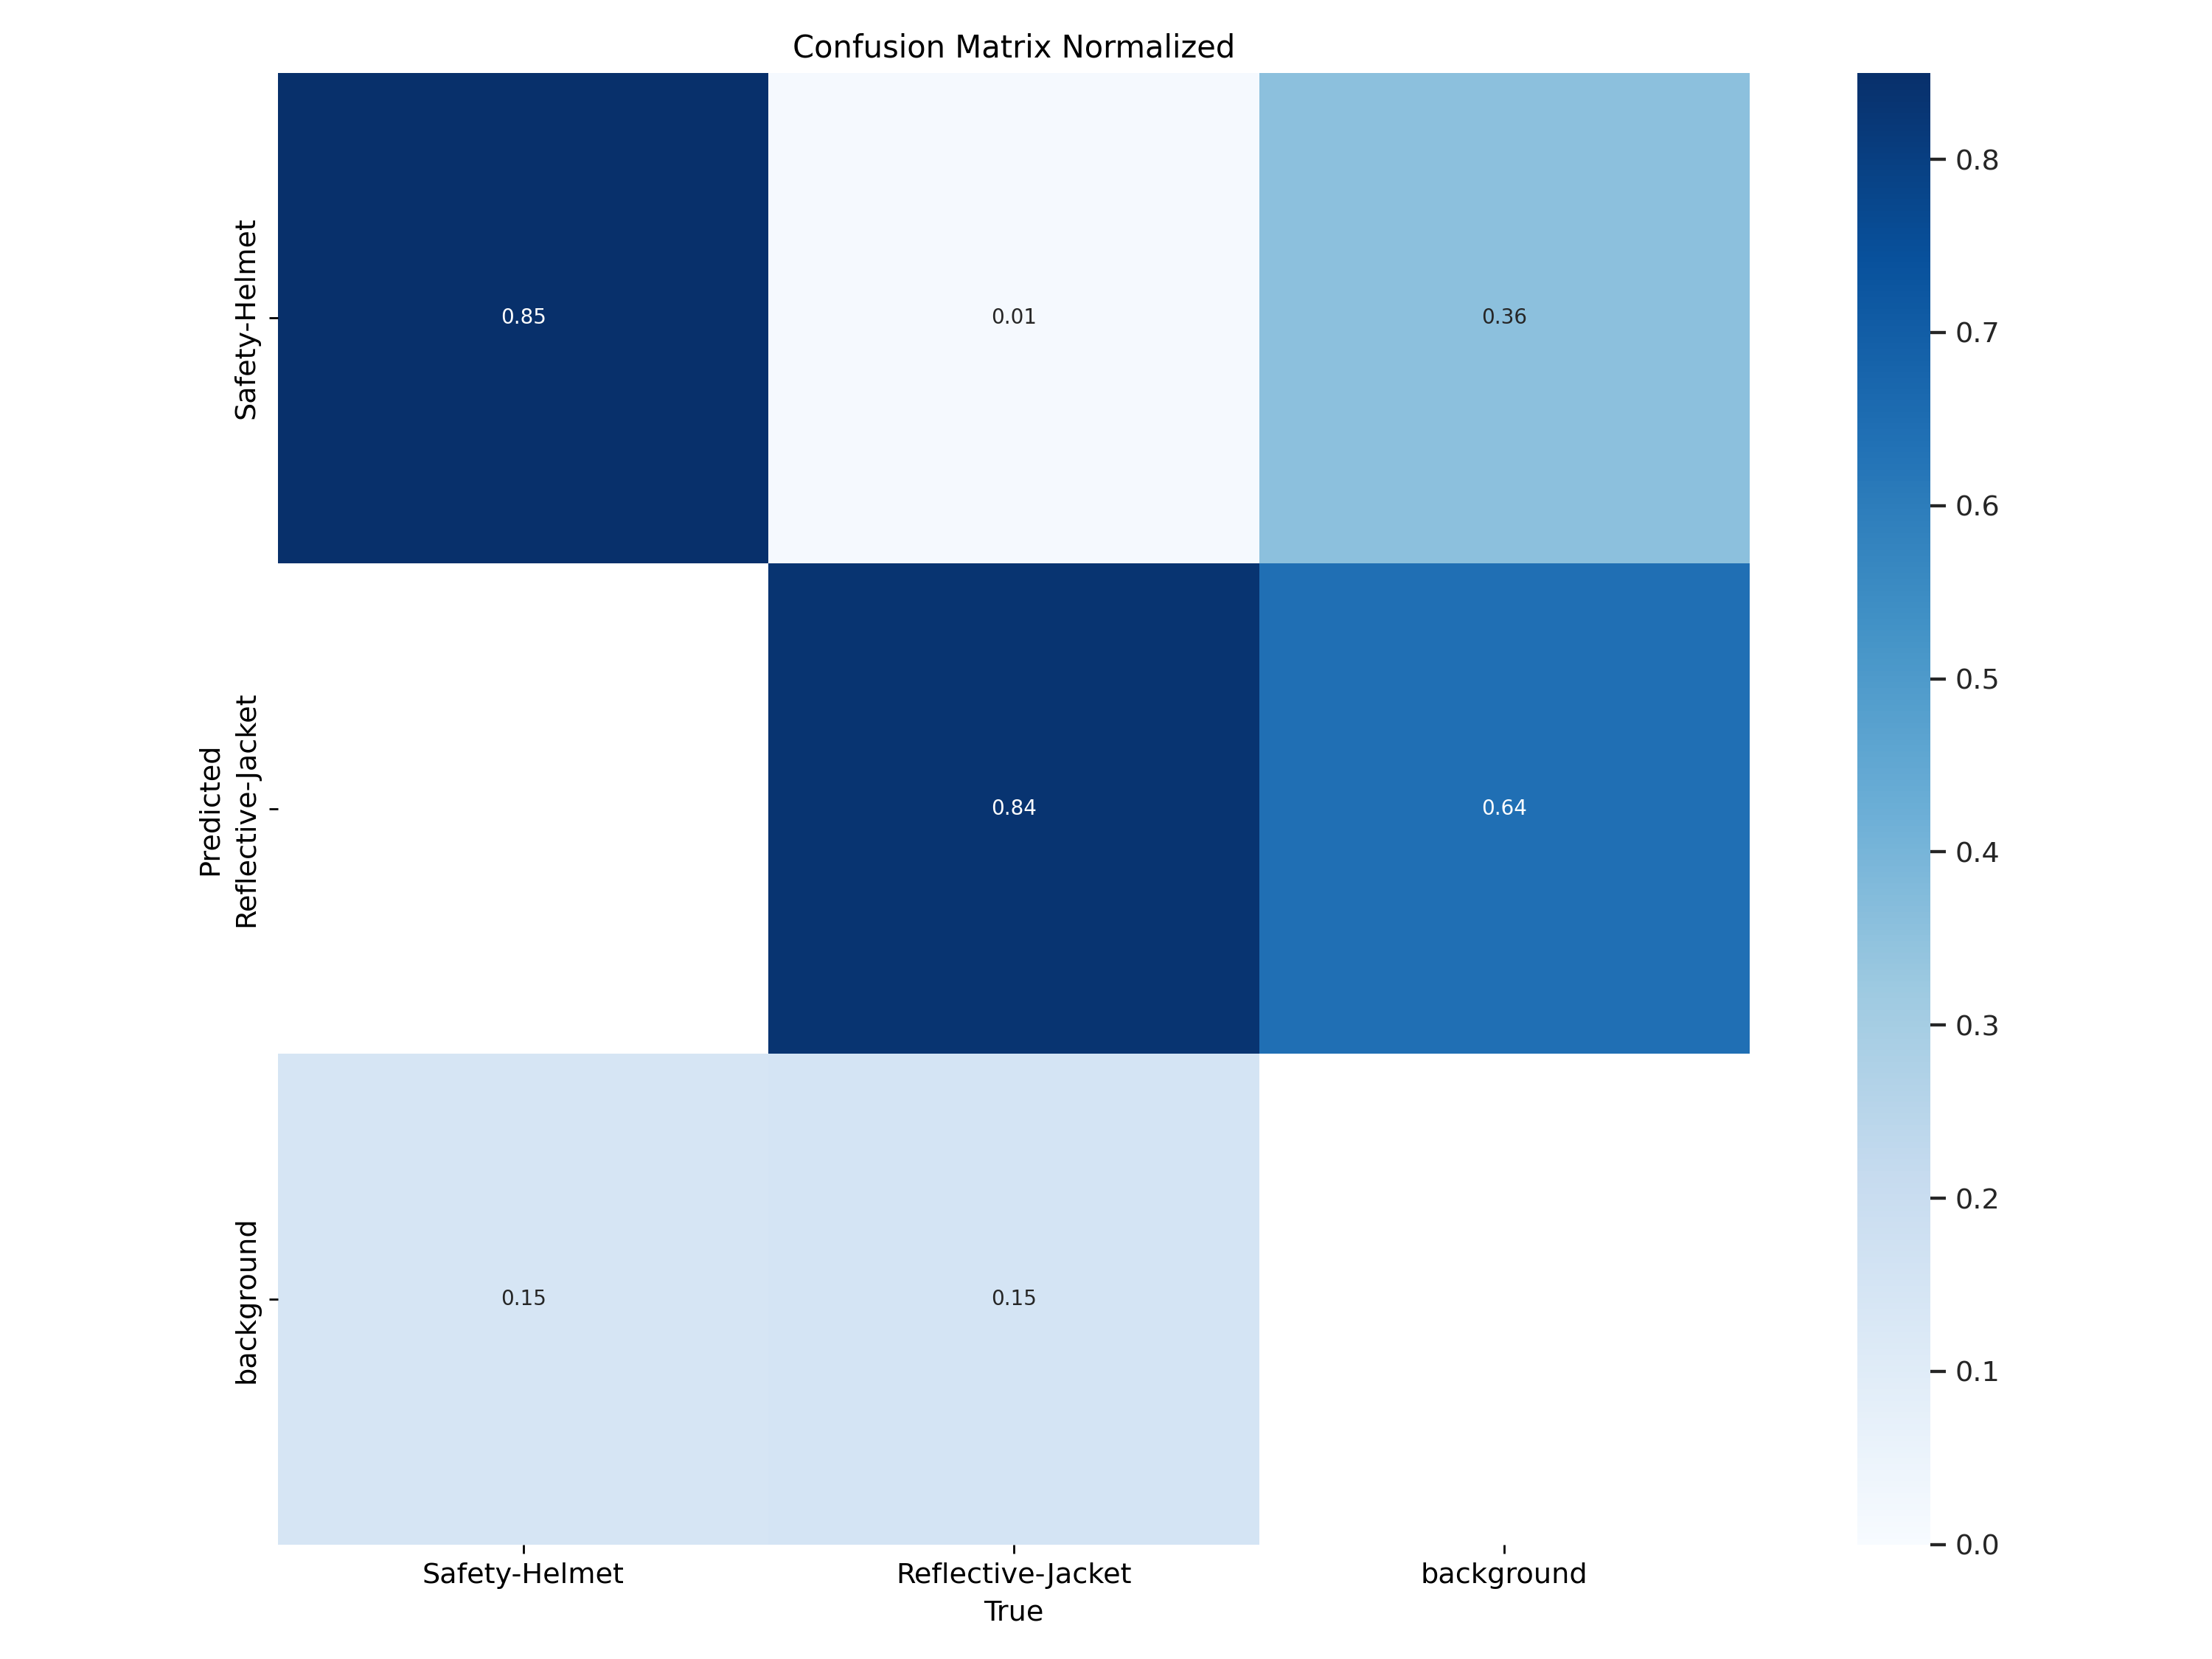 Confusion Matrix Normalized
Safety-Helmet
0.85
0.01
0.36
Predicted
Reflective-Jacket
0.84
0.64
background
0.15
0.15
Safety-Helmet
Reflective-Jacket
background
True
0.8
0.7
0.6
0.5
0.4
0.3
0.2
0.1
0.0